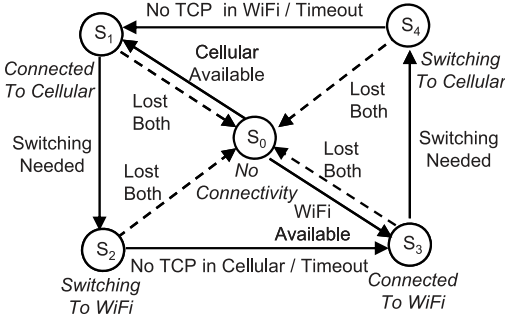 No TCP in WiFi / Timeout
S1
S4
Connected
To Cellular
Cellular
Available
Switching
To Cellular
Lost
Both
Lost
Both
S0
Switching
Needed
Lost
Both
No
Connectivity
Lost
Both
Switching
Needed
WiFi
Available
S2
S3
No TCP in Cellular / Timeout
Switching
To WiFi
Connected
To WiFi